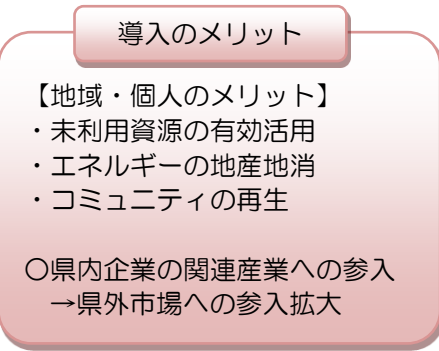 導入のメリット
【地域・個人のメリット】
・未利用資源の有効活用
・エネルギーの地産地消
・コミュニティの再生
○県内企業の関連産業への参入
→県外市場への参入拡大